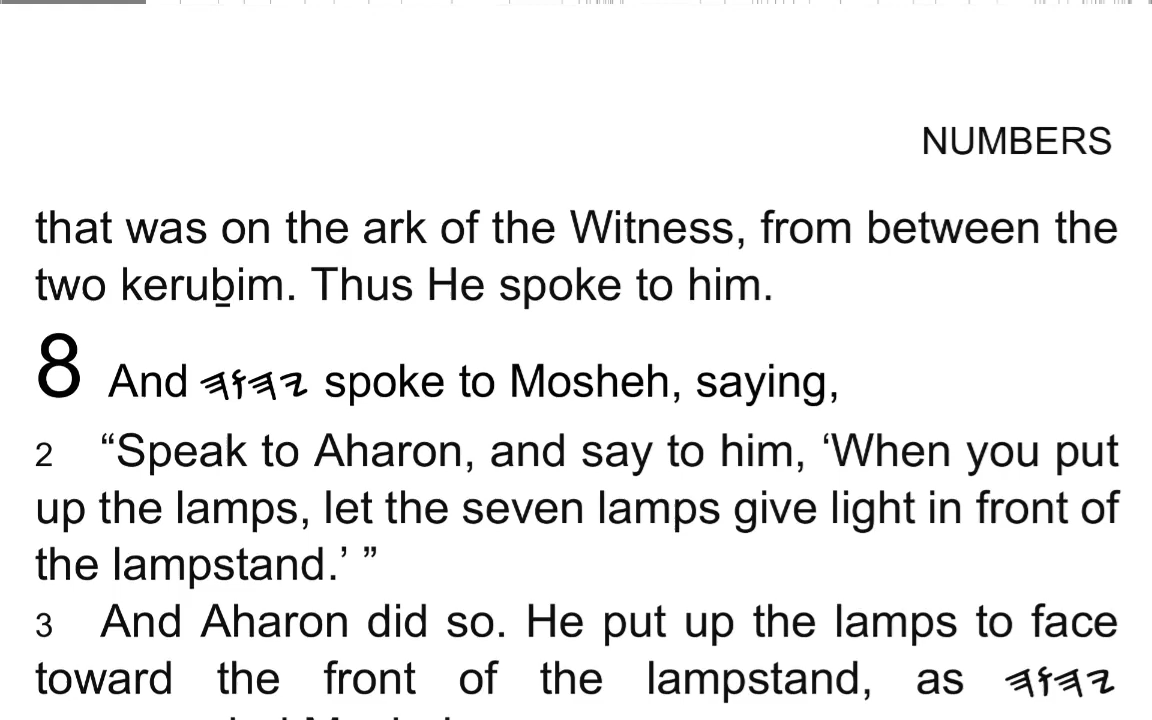 NUMBERS
that was on the ark of the Witness, from between the
two keruḇim. Thus He spoke to him.
8 And 𐤉𐤄𐤅𐤄 spoke to Mosheh, saying,
2 “Speak to Aharon, and say to him, ‘When you put
up the lamps, let the seven lamps give light in front of
the lampstand.’ ”
3 And Aharon did so. He put up the lamps to face
toward the front of the lampstand, as 𐤉𐤄𐤅𐤄